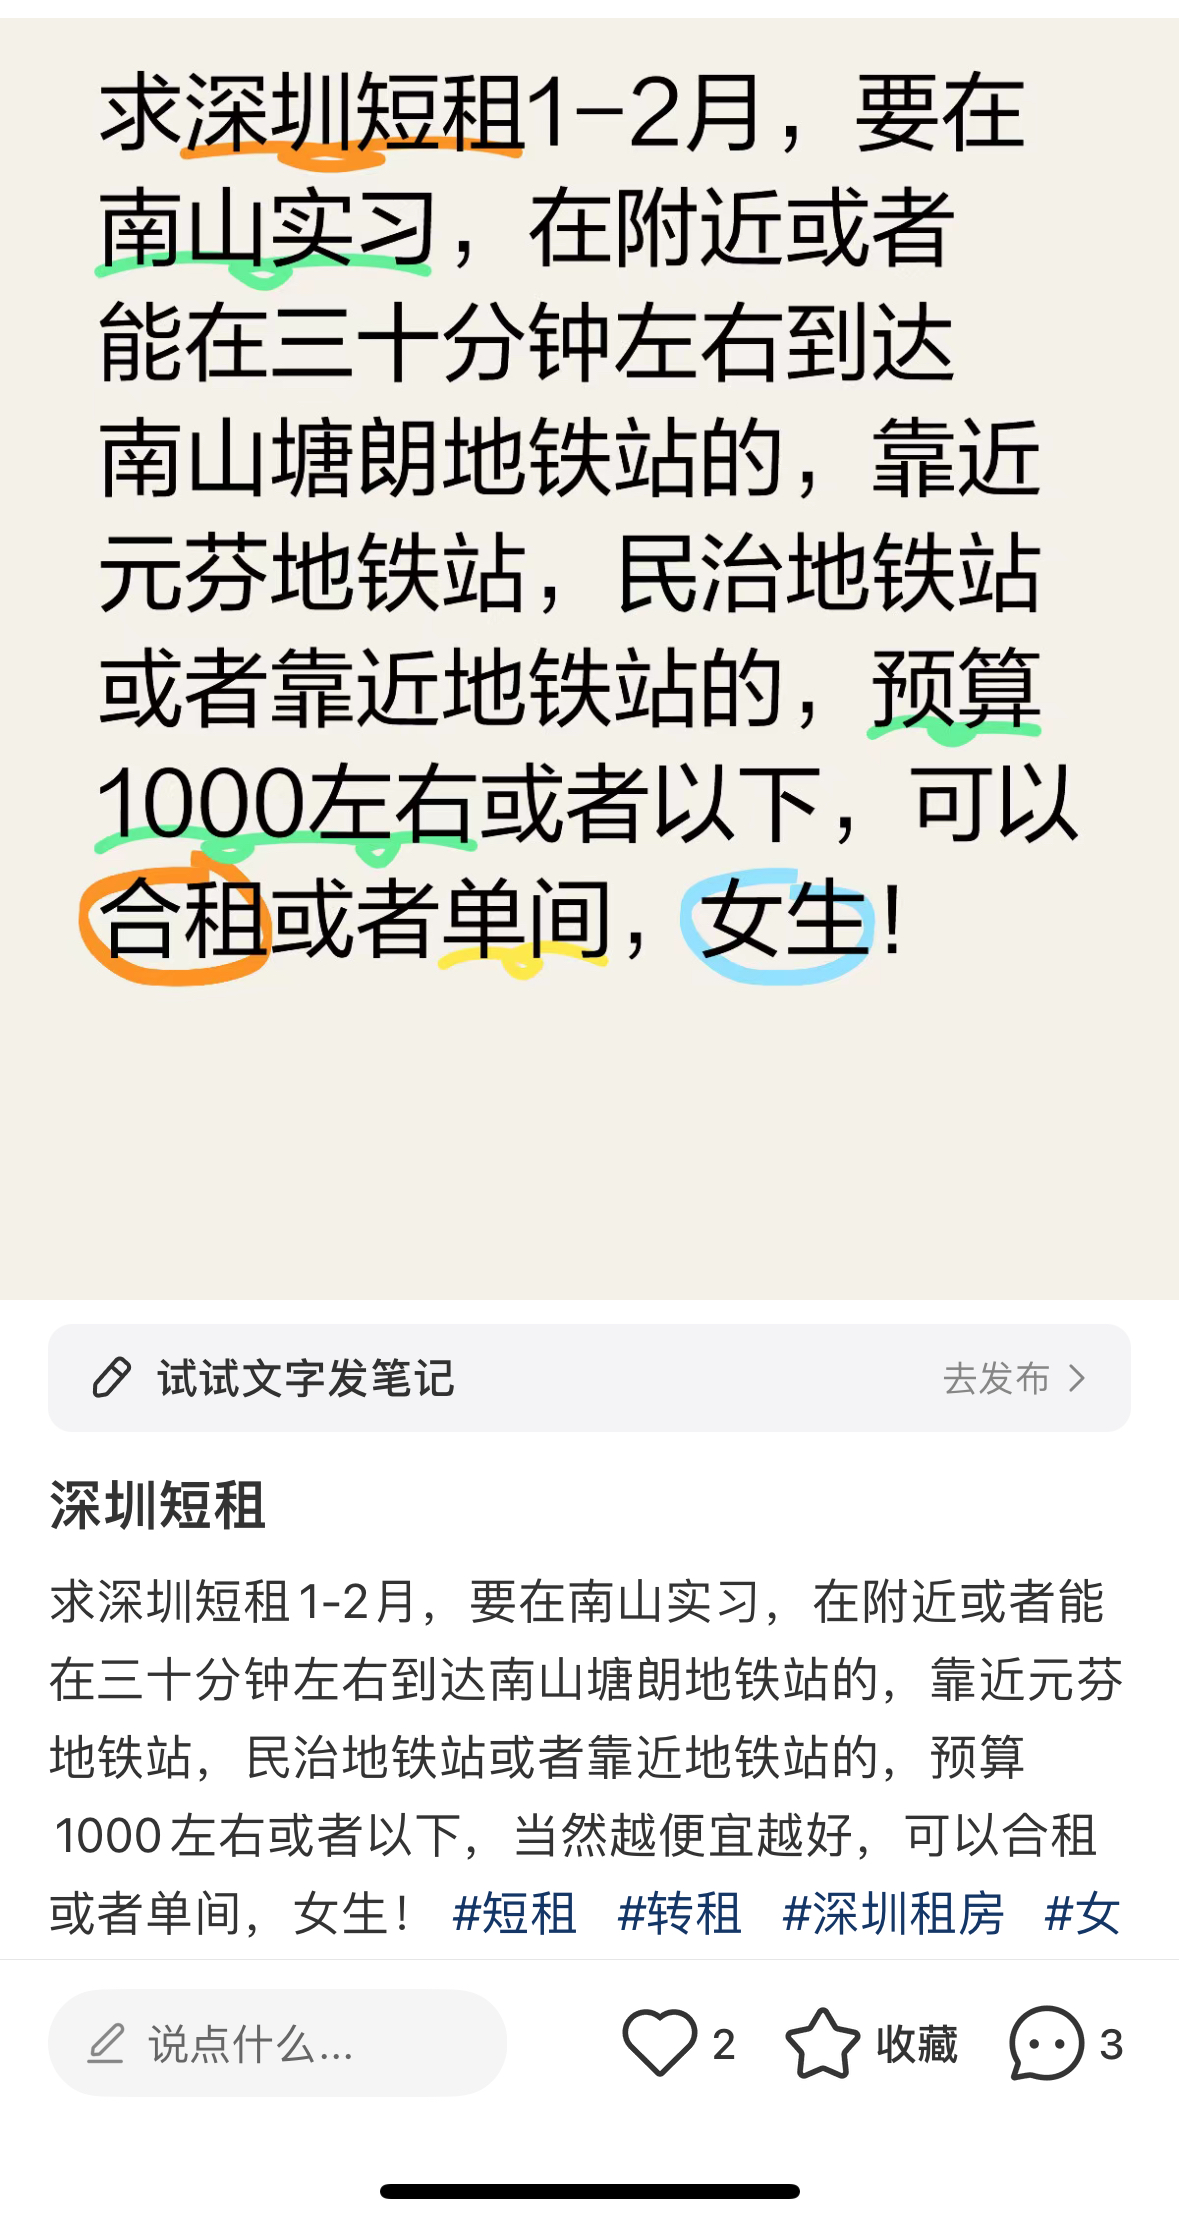 求深圳短租1-2月，要在
南山实习，在附近或者
能在三十分钟左右到达
南山塘朗地铁站的，靠近
元芬地铁站，民治地铁站
或者靠近地铁站的，预算
1000左右或者以下，可以
合租或者单间，女生！
试试文字发笔记 去发布
深圳短租
求深圳短租1-2月，要在南山实习，在附近或者能
在三十分钟左右到达南山塘朗地铁站的，靠近元芬
地铁站，民治地铁站或者靠近地铁站的，预算
1000左右或者以下，当然越便宜越好，可以合租
或者单间，女生！ #短租 #转租 #深圳租房 #女
说点什么... 2 收藏 3